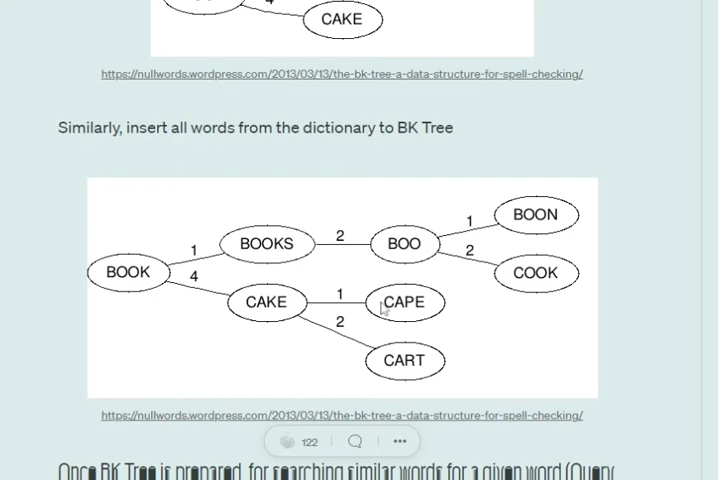 4
CAKE
https://nullwords.wordpress.com/2013/03/13/the-bk-tree-a-data-structure-for-spell-checking/
Similarly, insert all words from the dictionary to BK Tree
BOON
1
BOOKS 2 BOO
1
2
BOOK
COOK
4
CAKE 1 CAPE
2
CART
https://nullwords.wordpress.com/2013/03/13/the-bk-tree-a-data-structure-for-spell-checking/
122
Once BK Tree is prepared, for searching similar words for a given word (Query